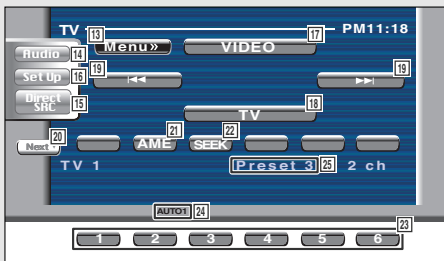 TV PM11:18
13 17
Menu» VIDEO
Audio 14
19 19
Set Up 16
Direct SRC 15
18
TV
20 21 22
Next AME SEEK
TV 1 Preset 3 25 2 ch
AUTO1 24
23
1 2 3 4 5 6